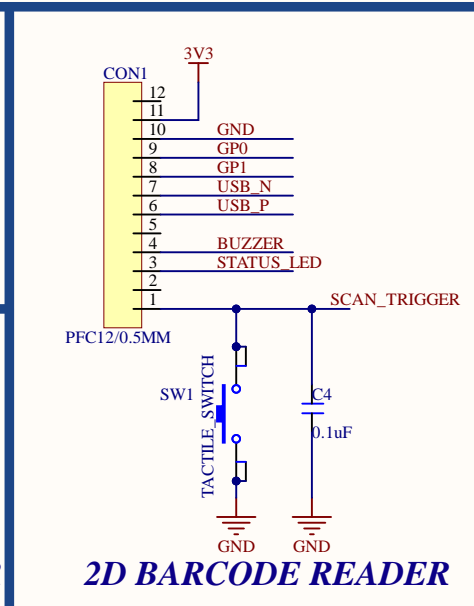 3V3
CON1
12
11
10 GND
9 GP0
8 GP1
7 USB_N
6 USB_P
5
4 BUZZER
3 STATUS_LED
2
1 SCAN_TRIGGER
PFC12/0.5MM
SW1
TACTILE_SWITCH
C4
0.1uF
GND GND
2D BARCODE READER